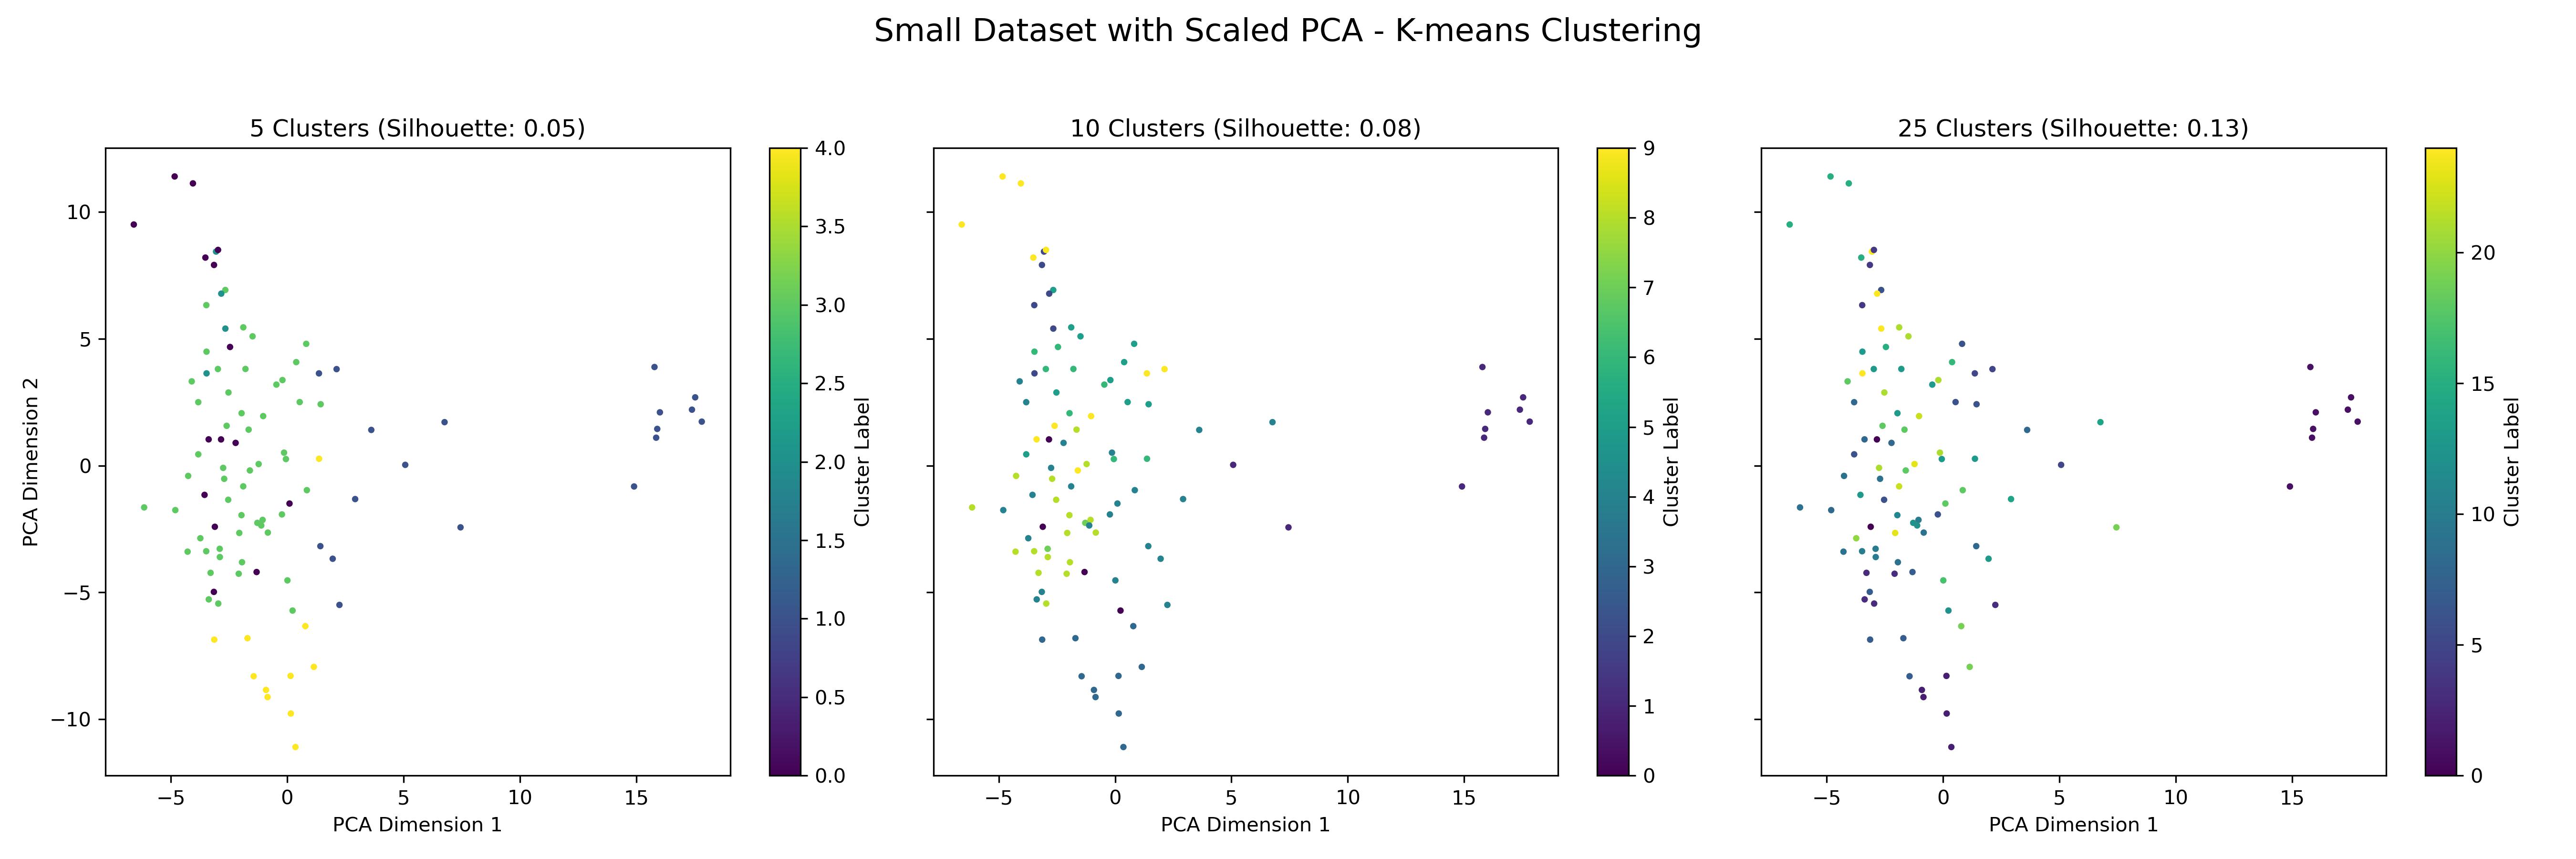 Small Dataset with Scaled PCA - K-means Clustering
5 Clusters (Silhouette: 0.05)
10
5
0
−5
−10
PCA Dimension 2
−5 0 5 10 15
PCA Dimension 1
4.0
3.5
3.0
2.5
2.0
1.5
1.0
0.5
0.0
Cluster Label
10 Clusters (Silhouette: 0.08)
−5 0 5 10 15
PCA Dimension 1
9
8
7
6
5
4
3
2
1
0
Cluster Label
25 Clusters (Silhouette: 0.13)
−5 0 5 10 15
PCA Dimension 1
20
15
10
5
0
Cluster Label